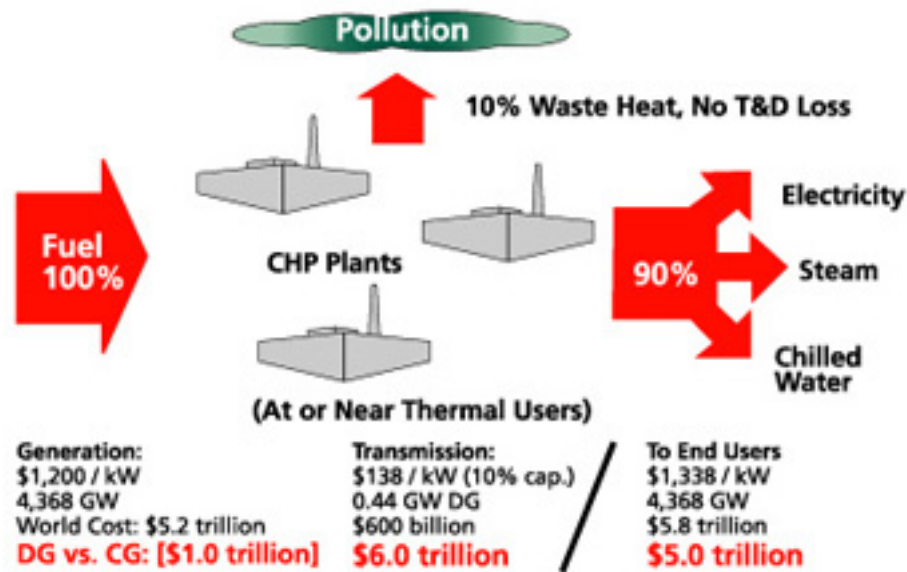 Pollution
10% Waste Heat, No T&D Loss
Fuel
100%
CHP Plants
90%
Electricity
Steam
Chilled
Water
(At or Near Thermal Users)
Generation:
$1,200 / kW
4,368 GW
World Cost: $5.2 trillion
DG vs. CG: [$1.0 trillion]
Transmission:
$138 / kW (10% cap.)
0.44 GW DG
$600 billion
$6.0 trillion
To End Users
$1,338 / kW
4,368 GW
$5.8 trillion
$5.0 trillion